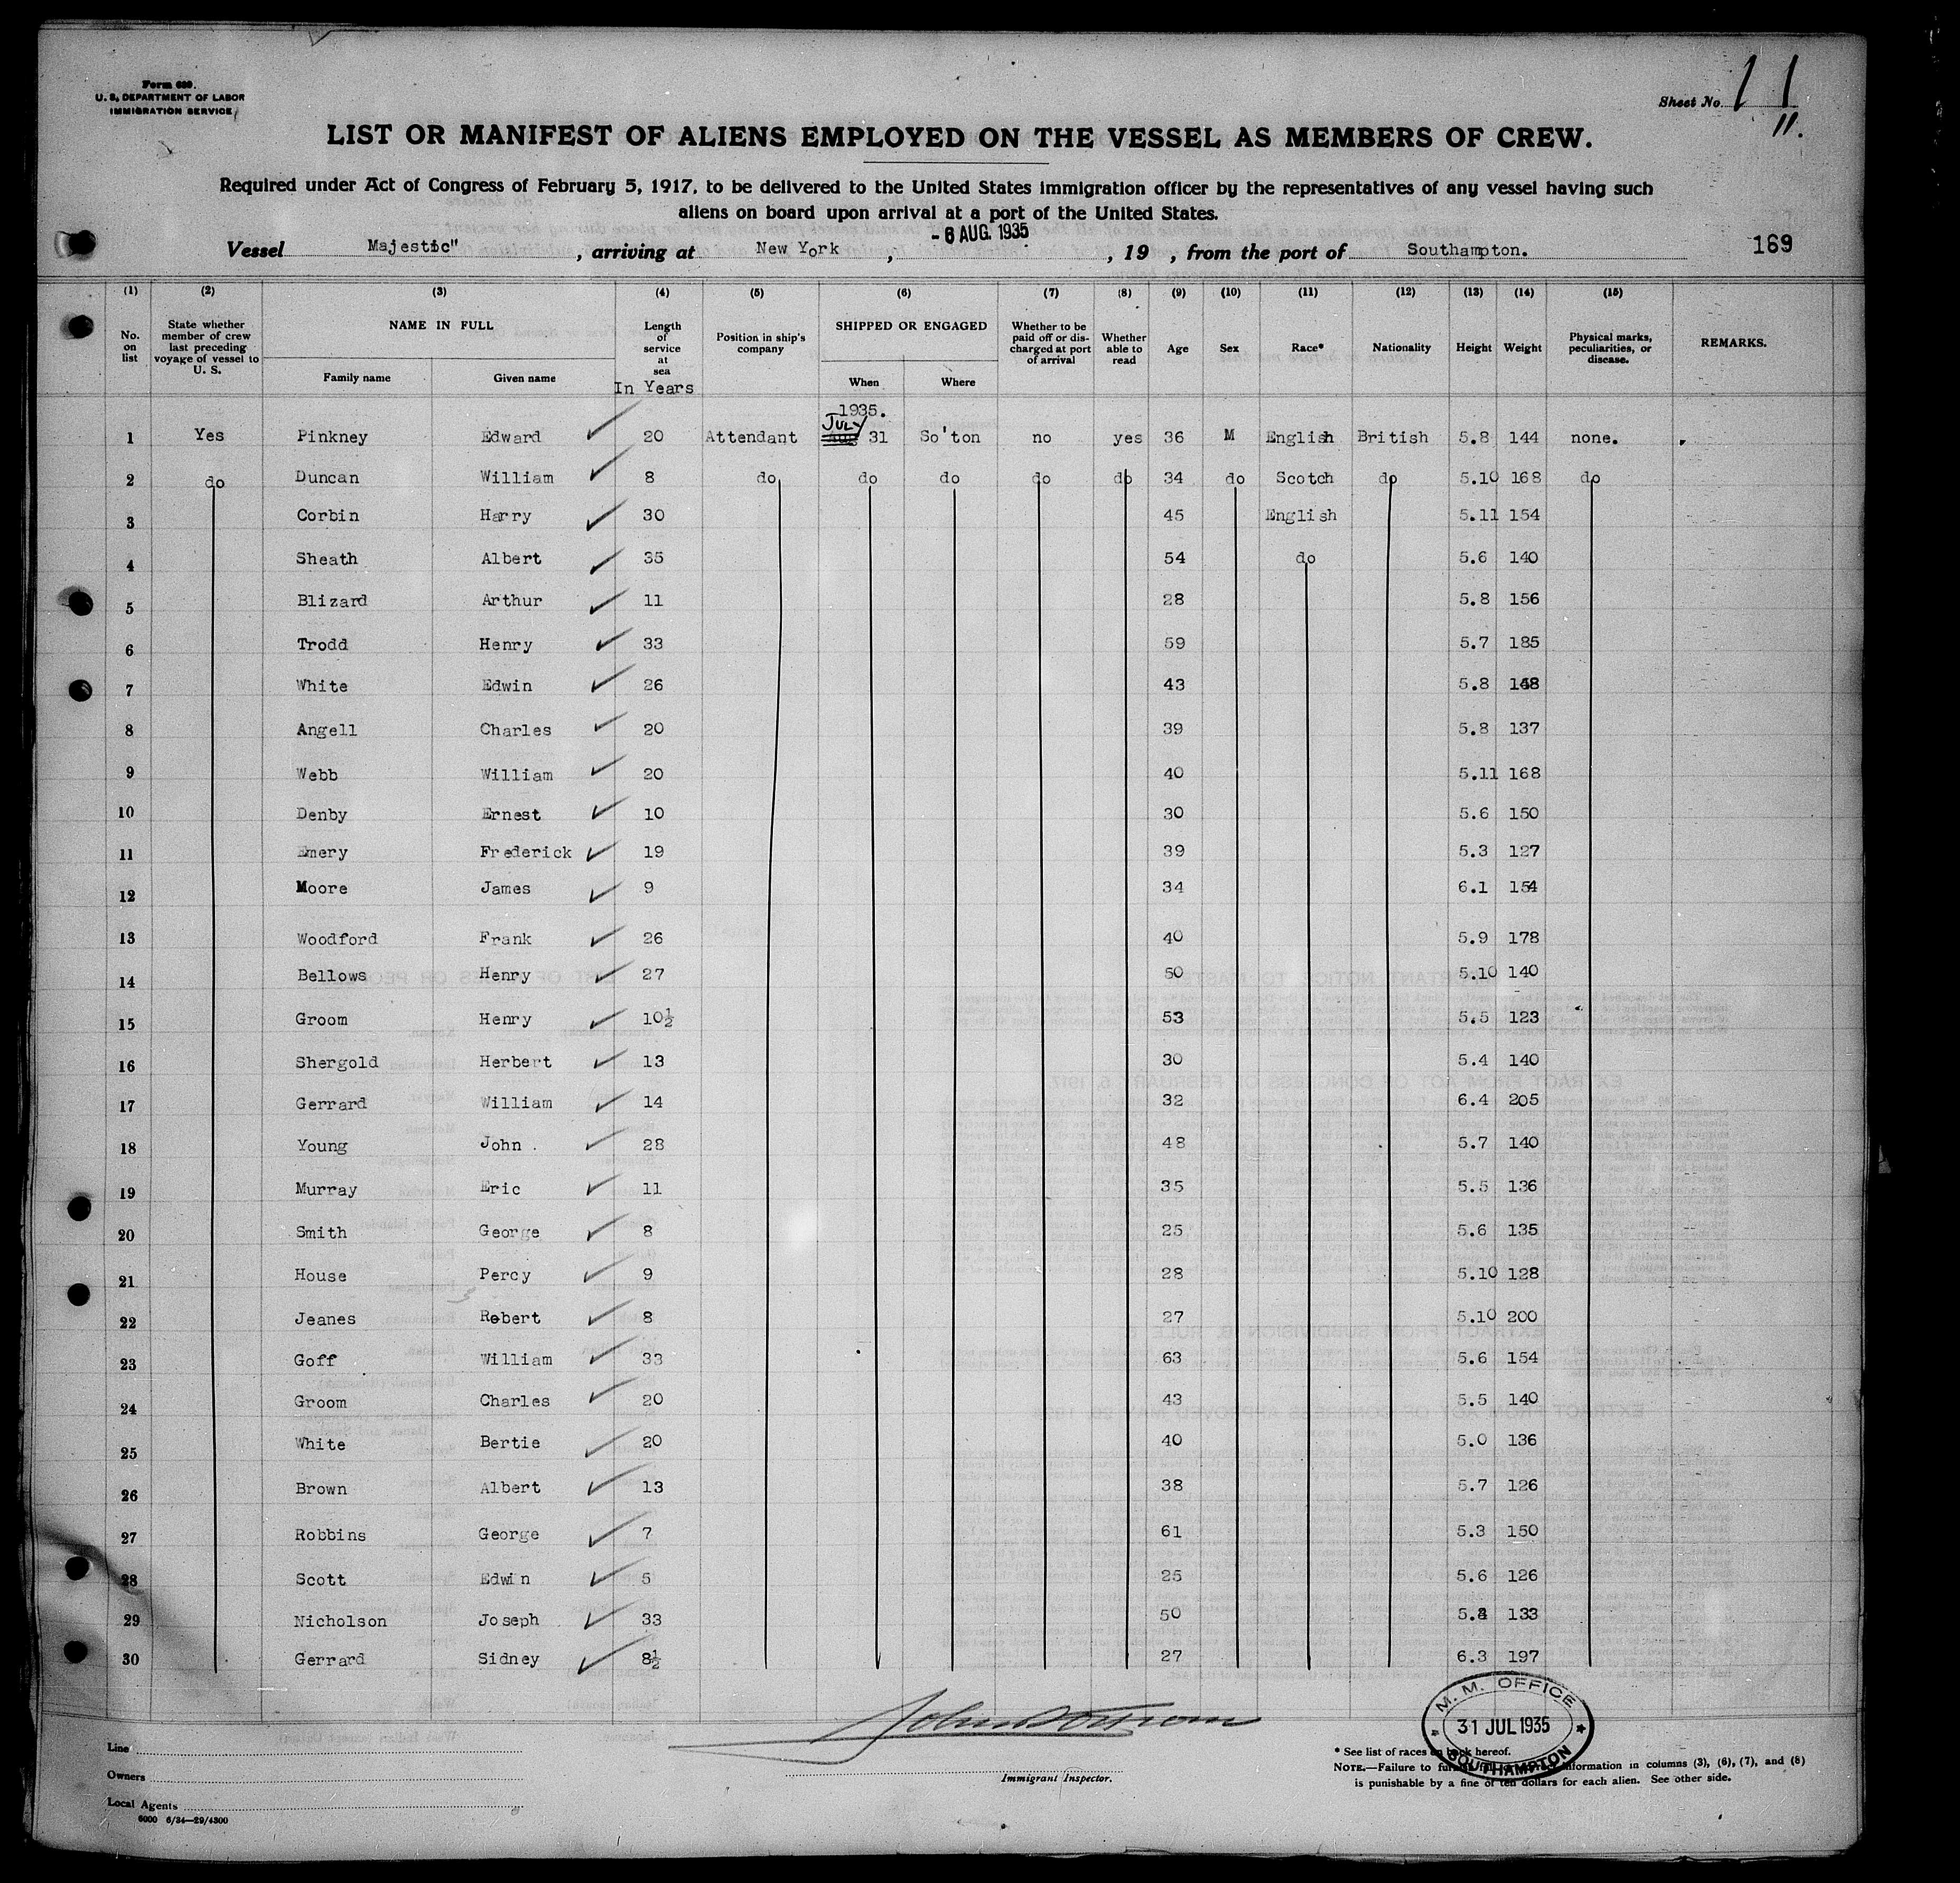 Form 680.
U. S. DEPARTMENT OF LABOR
IMMIGRATION SERVICE
Sheet No. 11
11.
LIST OR MANIFEST OF ALIENS EMPLOYED ON THE VESSEL AS MEMBERS OF CREW.
Required under Act of Congress of February 5, 1917, to be delivered to the United States immigration officer by the representatives of any vessel having such
aliens on board upon arrival at a port of the United States.
- 6 AUG. 1935
Vessel Majestic" , arriving at New York , , 19 , from the port of Southampton. 169
(1) (2) (3) (4) (5) (6) (7) (8) (9) (10) (11) (12) (13) (14) (15)
No. on list State whether member of crew last preceding voyage of vessel to U. S. NAME IN FULL Family name Given name Length of service at sea In Years Position in ship's company SHIPPED OR ENGAGED When Where Whether to be paid off or discharged at port of arrival Whether able to read Age Sex Race* Nationality Height Weight Physical marks, peculiarities, or disease. REMARKS.
1935.
1 Yes Pinkney Edward 20 Attendant JULY 31 So'ton no yes 36 M English British 5.8 144 none.
2 do Duncan William 8 do do do do do 34 do Scotch do 5.10 168 do
3 Corbin Harry 30 45 English 5.11 154
4 Sheath Albert 35 54 do 5.6 140
5 Blizard Arthur 11 28 5.8 156
6 Trodd Henry 33 59 5.7 185
7 White Edwin 26 43 5.8
8 Angell Charles 20 39 5.8 137
9 Webb William 20 40 5.11 168
10 Denby Ernest 10 30 5.6 150
11 Emery Frederick 19 39 5.3 127
12 Moore James 9 34 6.1 154
13 Woodford Frank 26 40 5.9 178
14 Bellows Henry 27 50 5.10 140
15 Groom Henry 10½ 53 5.5 123
16 Shergold Herbert 13 30 5.4 140
17 Gerrard William 14 32 6.4 205
18 Young John . 28 48 5.7 140
19 Murray Eric 11 35 5.5 136
20 Smith George 8 25 5.6 135
21 House Percy 9 28 5.10 128
22 Jeanes Robert 8 27 5.10 200
23 Goff William 33 63 5.6 154
24 Groom Charles 20 43 5.5 140
25 White Bertie 20 40 5.0 136
26 Brown Albert 13 38 5.7 126
27 Robbins George 7 61 5.3 150
28 Scott Edwin 5 25 5.6 126
29 Nicholson Joseph 33 50 133
30 Gerrard Sidney 8½ 27 6.3 197
M. M. OFFICE
31 JUL 1935
SOUTHAMPTON
Line
Owners
Local Agents
6000 6/34—29/4300
Immigrant Inspector.
* See list of races on back hereof.
NOTE.—Failure to furnish full or correct information in columns (3), (6), (7), and (8)
is punishable by a fine of ten dollars for each alien. See other side.